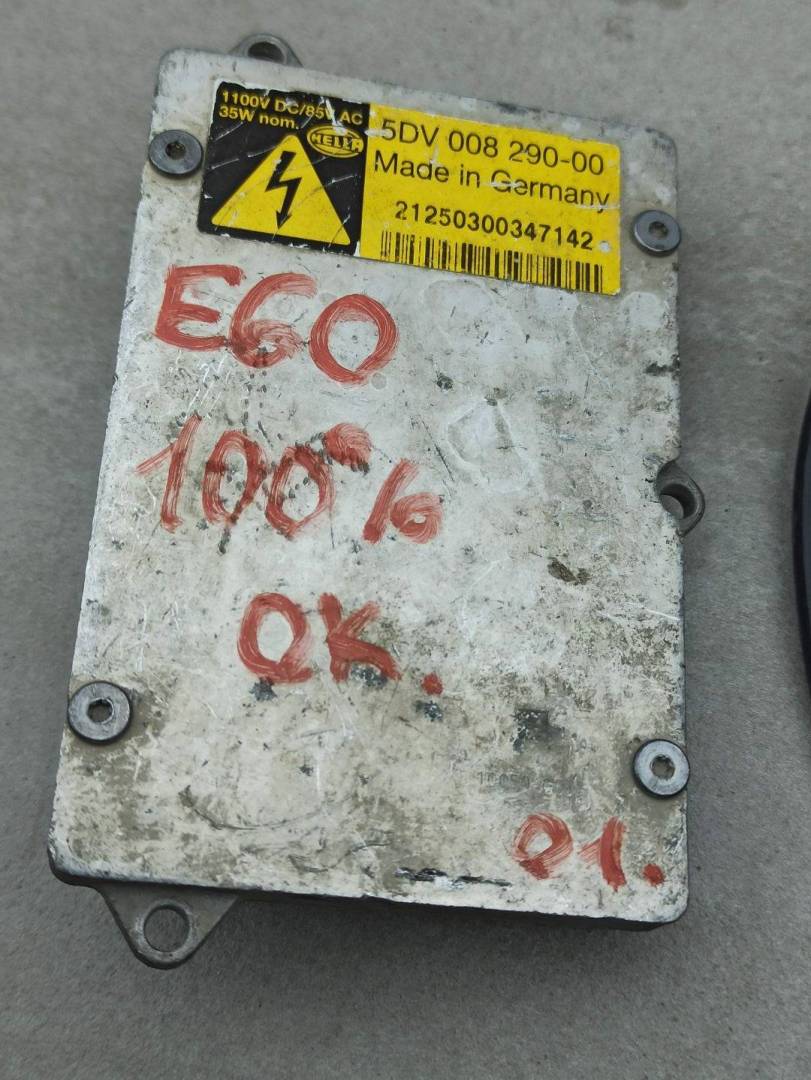 1100V DC/85V AC
35W nom.
HELLA
5DV 008 290-00
Made in Germany
21250300347142
E60
100%
OK.
01.